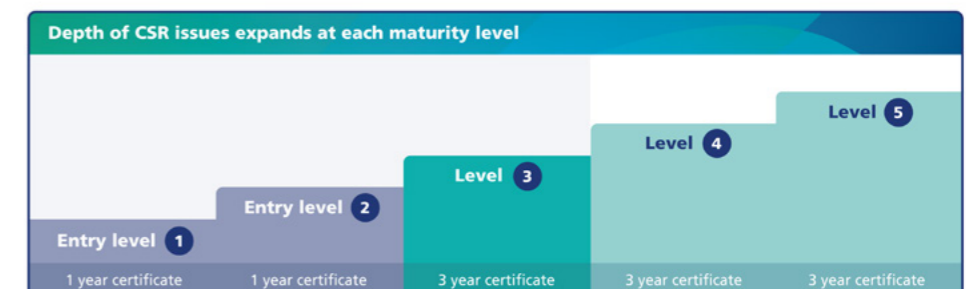 Depth of CSR issues expands at each maturity level
Level 5
Level 4
Level 3
Entry level 2
Entry level 1
1 year certificate
1 year certificate
3 year certificate
3 year certificate
3 year certificate